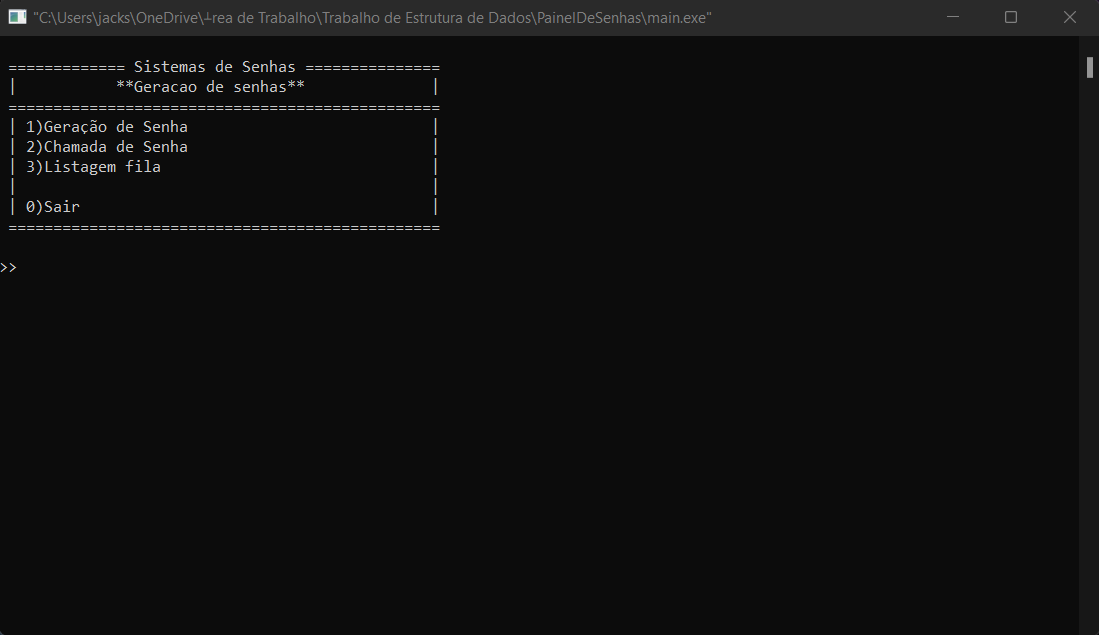 "C:\Users\jacks\OneDrive\┴rea de Trabalho\Trabalho de Estrutura de Dados\PainelDeSenhas\main.exe"
============= Sistemas de Senhas ===============
|           **Geracao de senhas**              |
================================================
| 1)Geração de Senha                           |
| 2)Chamada de Senha                           |
| 3)Listagem fila                              |
|                                              |
| 0)Sair                                       |
================================================
>>